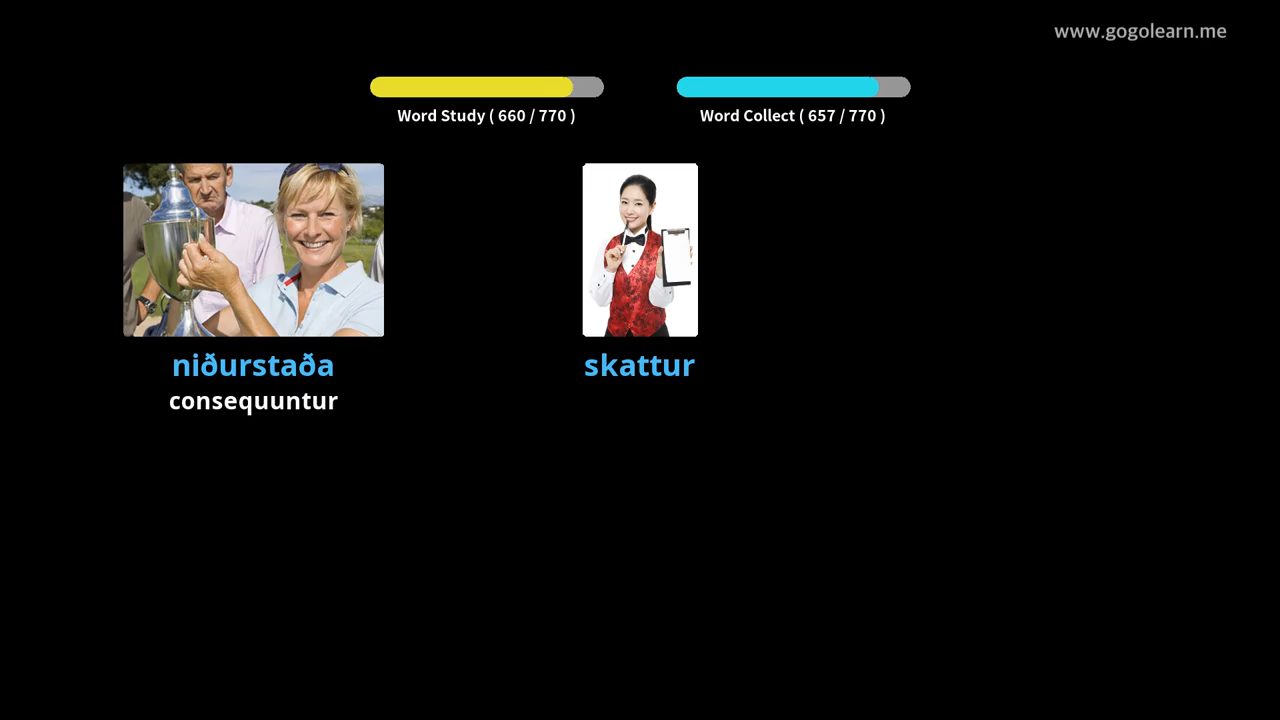 www.gogolearn.me
Word Study ( 660 / 770 )
Word Collect ( 657 / 770 )
niðurstaða
consequuntur
skattur